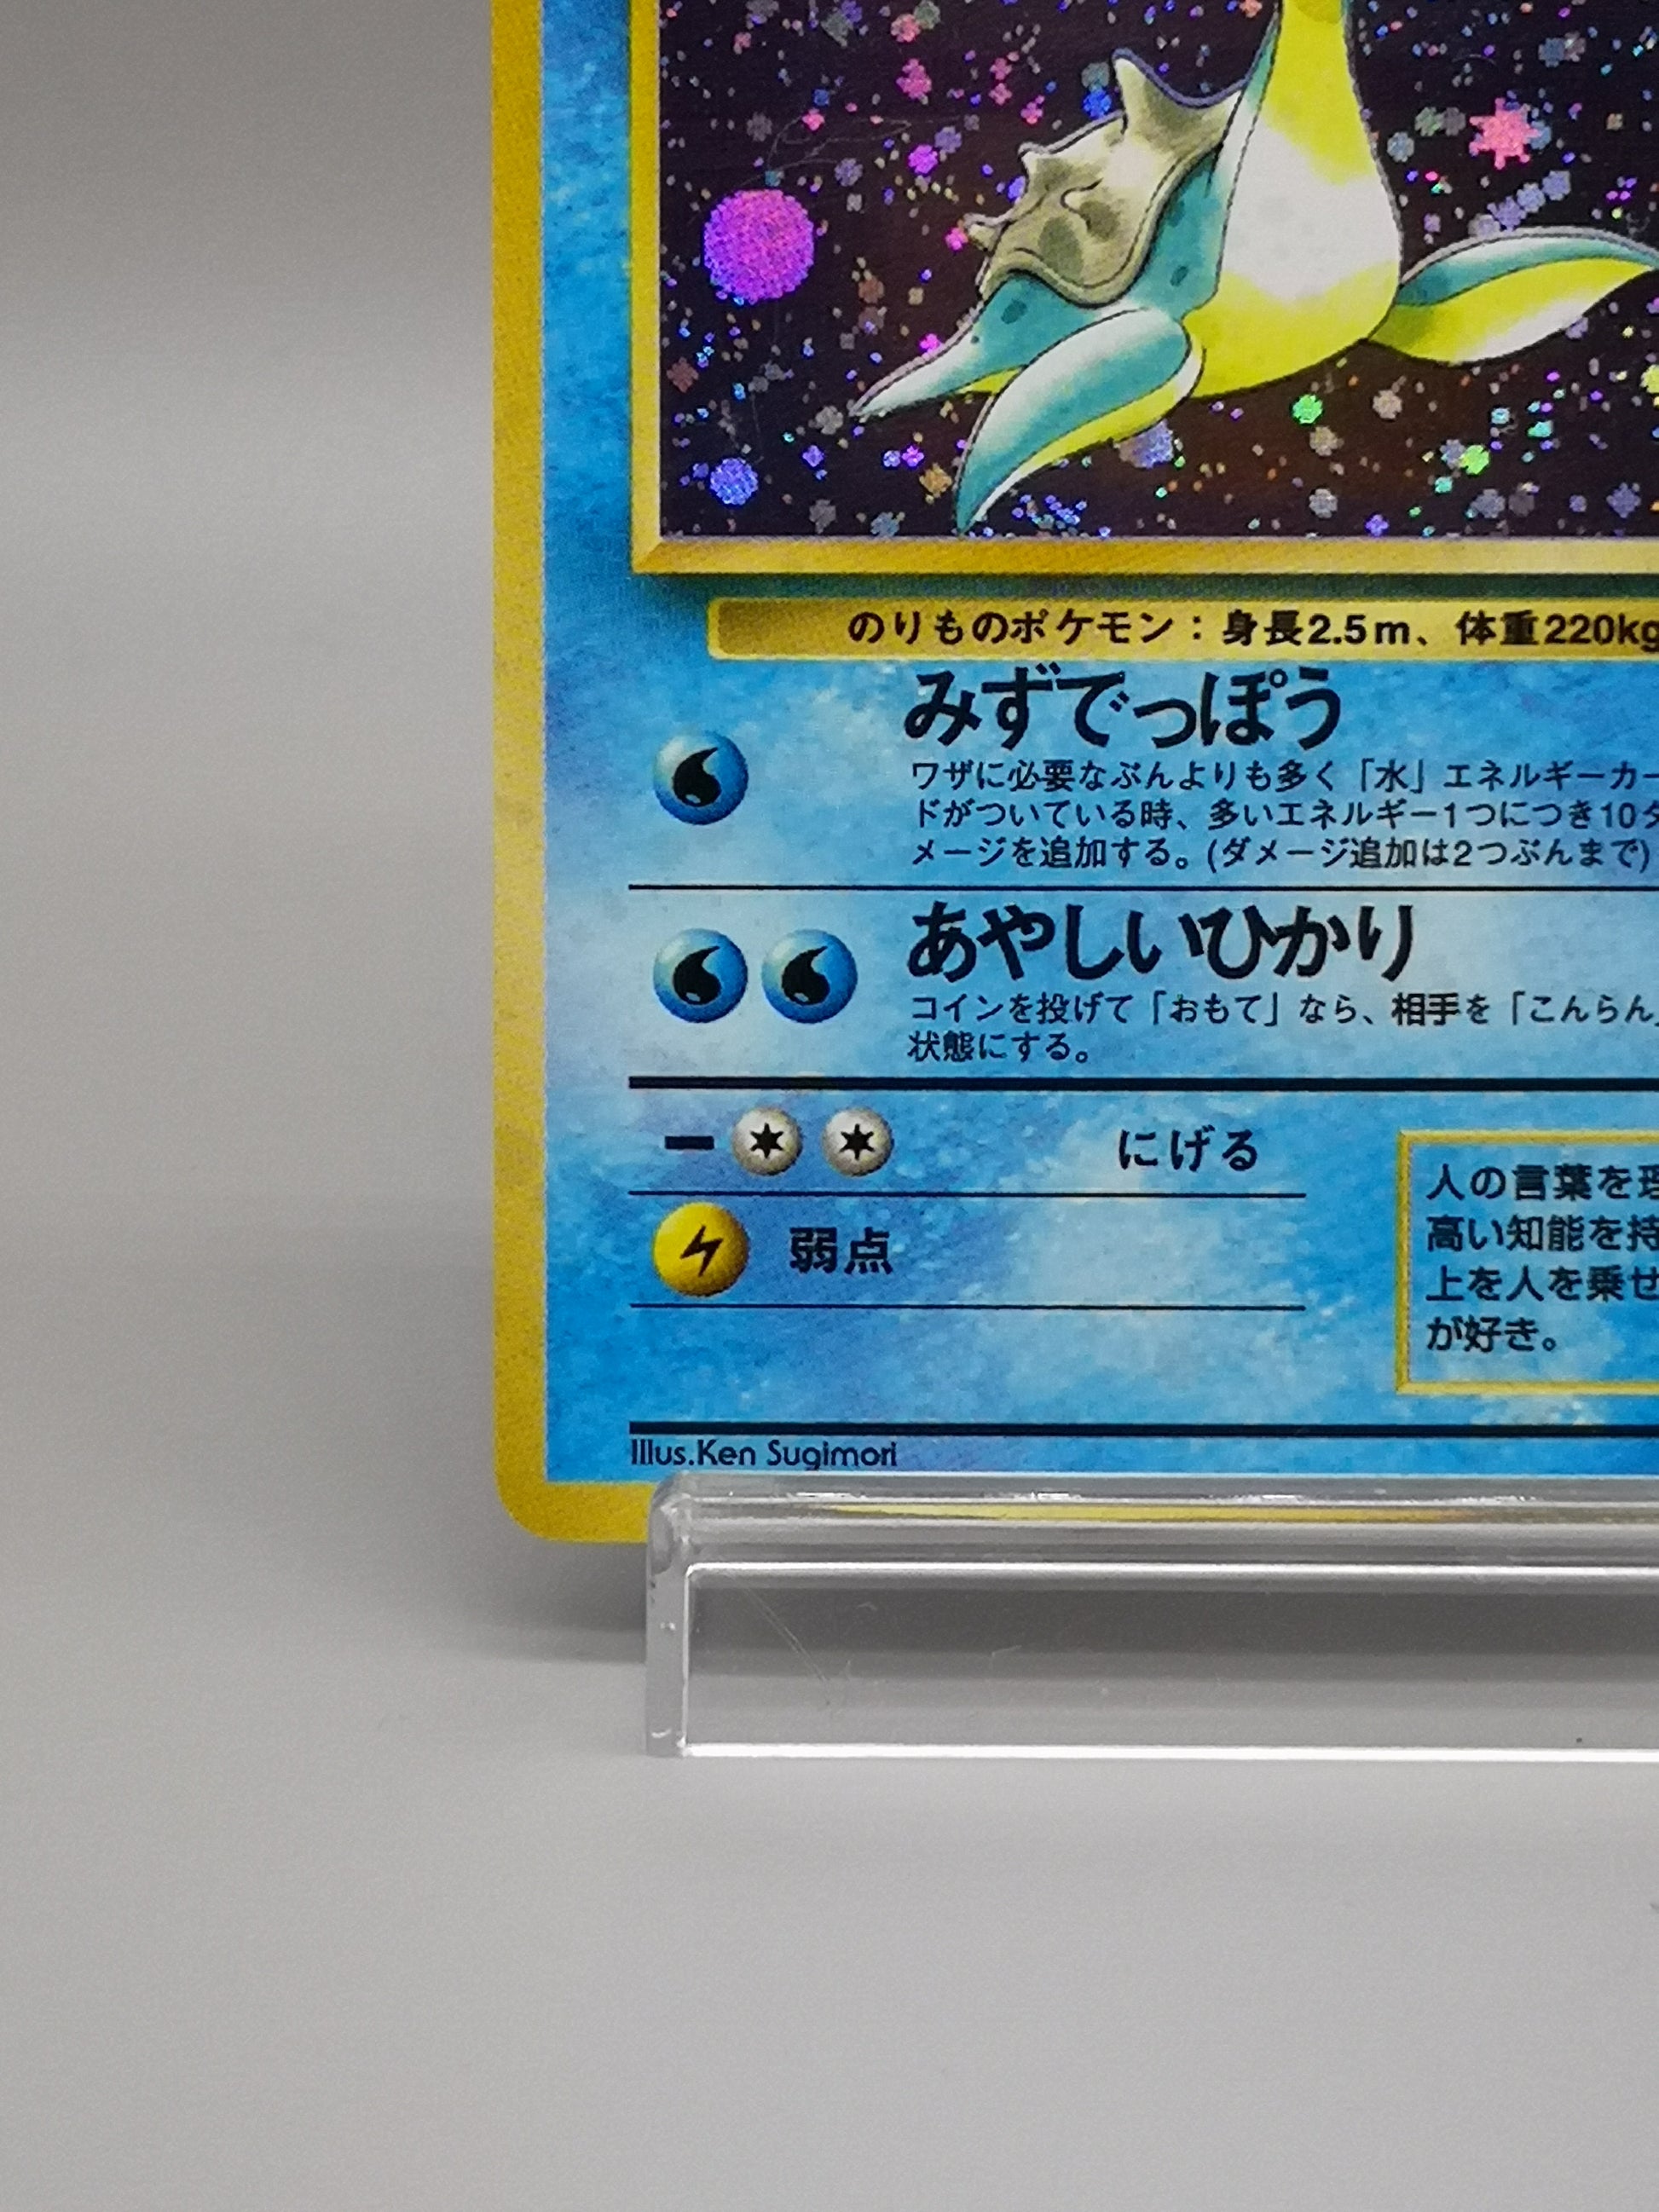 のりものポケモン：身長2.5m、体重220kg
みずでっぽう
ワザに必要なぶんよりも多く「水」エネルギーカー
ドがついている時、多いエネルギー1つにつき10ダ
メージを追加する。(ダメージ追加は2つぶんまで)
あやしいひかり
コインを投げて「おもて」なら、相手を「こんらん」
状態にする。
にげる
弱点
人の言葉を理
高い知能を持
上を人を乗せ
が好き。
Illus.Ken Sugimori